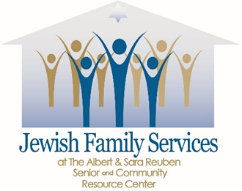 Jewish Family Services
at The Albert & Sara Reuben
Senior and Community
Resource Center